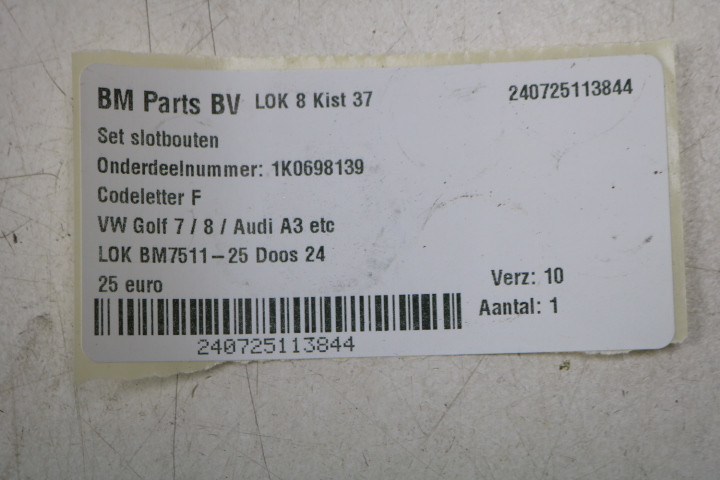 BM Parts BV LOK 8 Kist 37 240725113844
Set slotbouten
Onderdeelnummer: 1K0698139
Codeletter F
VW Golf 7 / 8 / Audi A3 etc
LOK BM7511-25 Doos 24
25 euro Verz: 10
Aantal: 1
240725113844